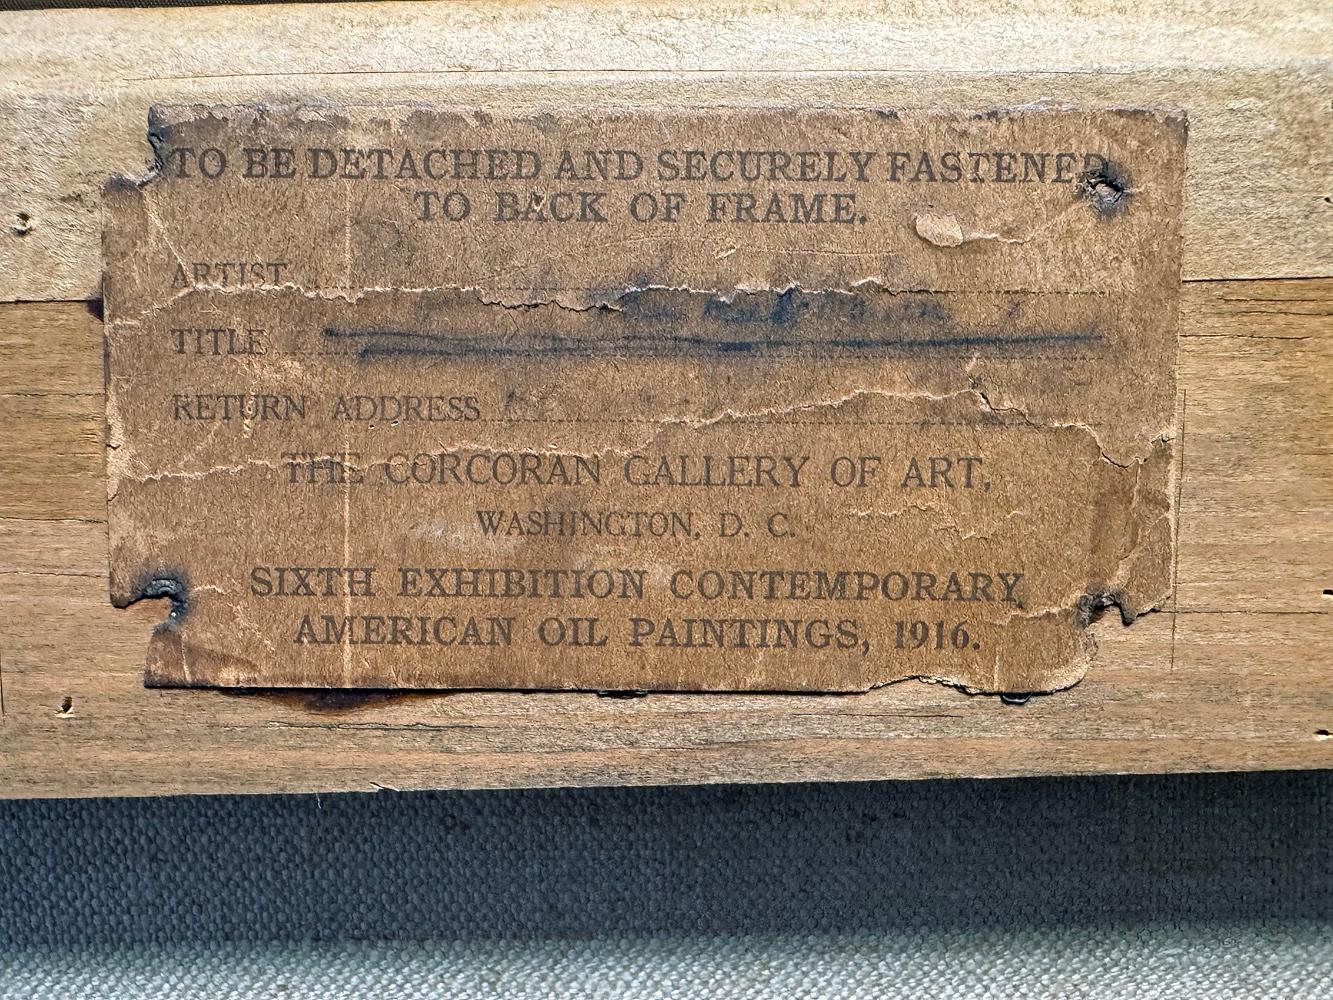 TO BE DETACHED AND SECURELY FASTENED
TO BACK OF FRAME.
ARTIST
TITLE
RETURN ADDRESS
THE CORCORAN GALLERY OF ART,
WASHINGTON, D. C.
SIXTH EXHIBITION CONTEMPORARY
AMERICAN OIL PAINTINGS, 1916.